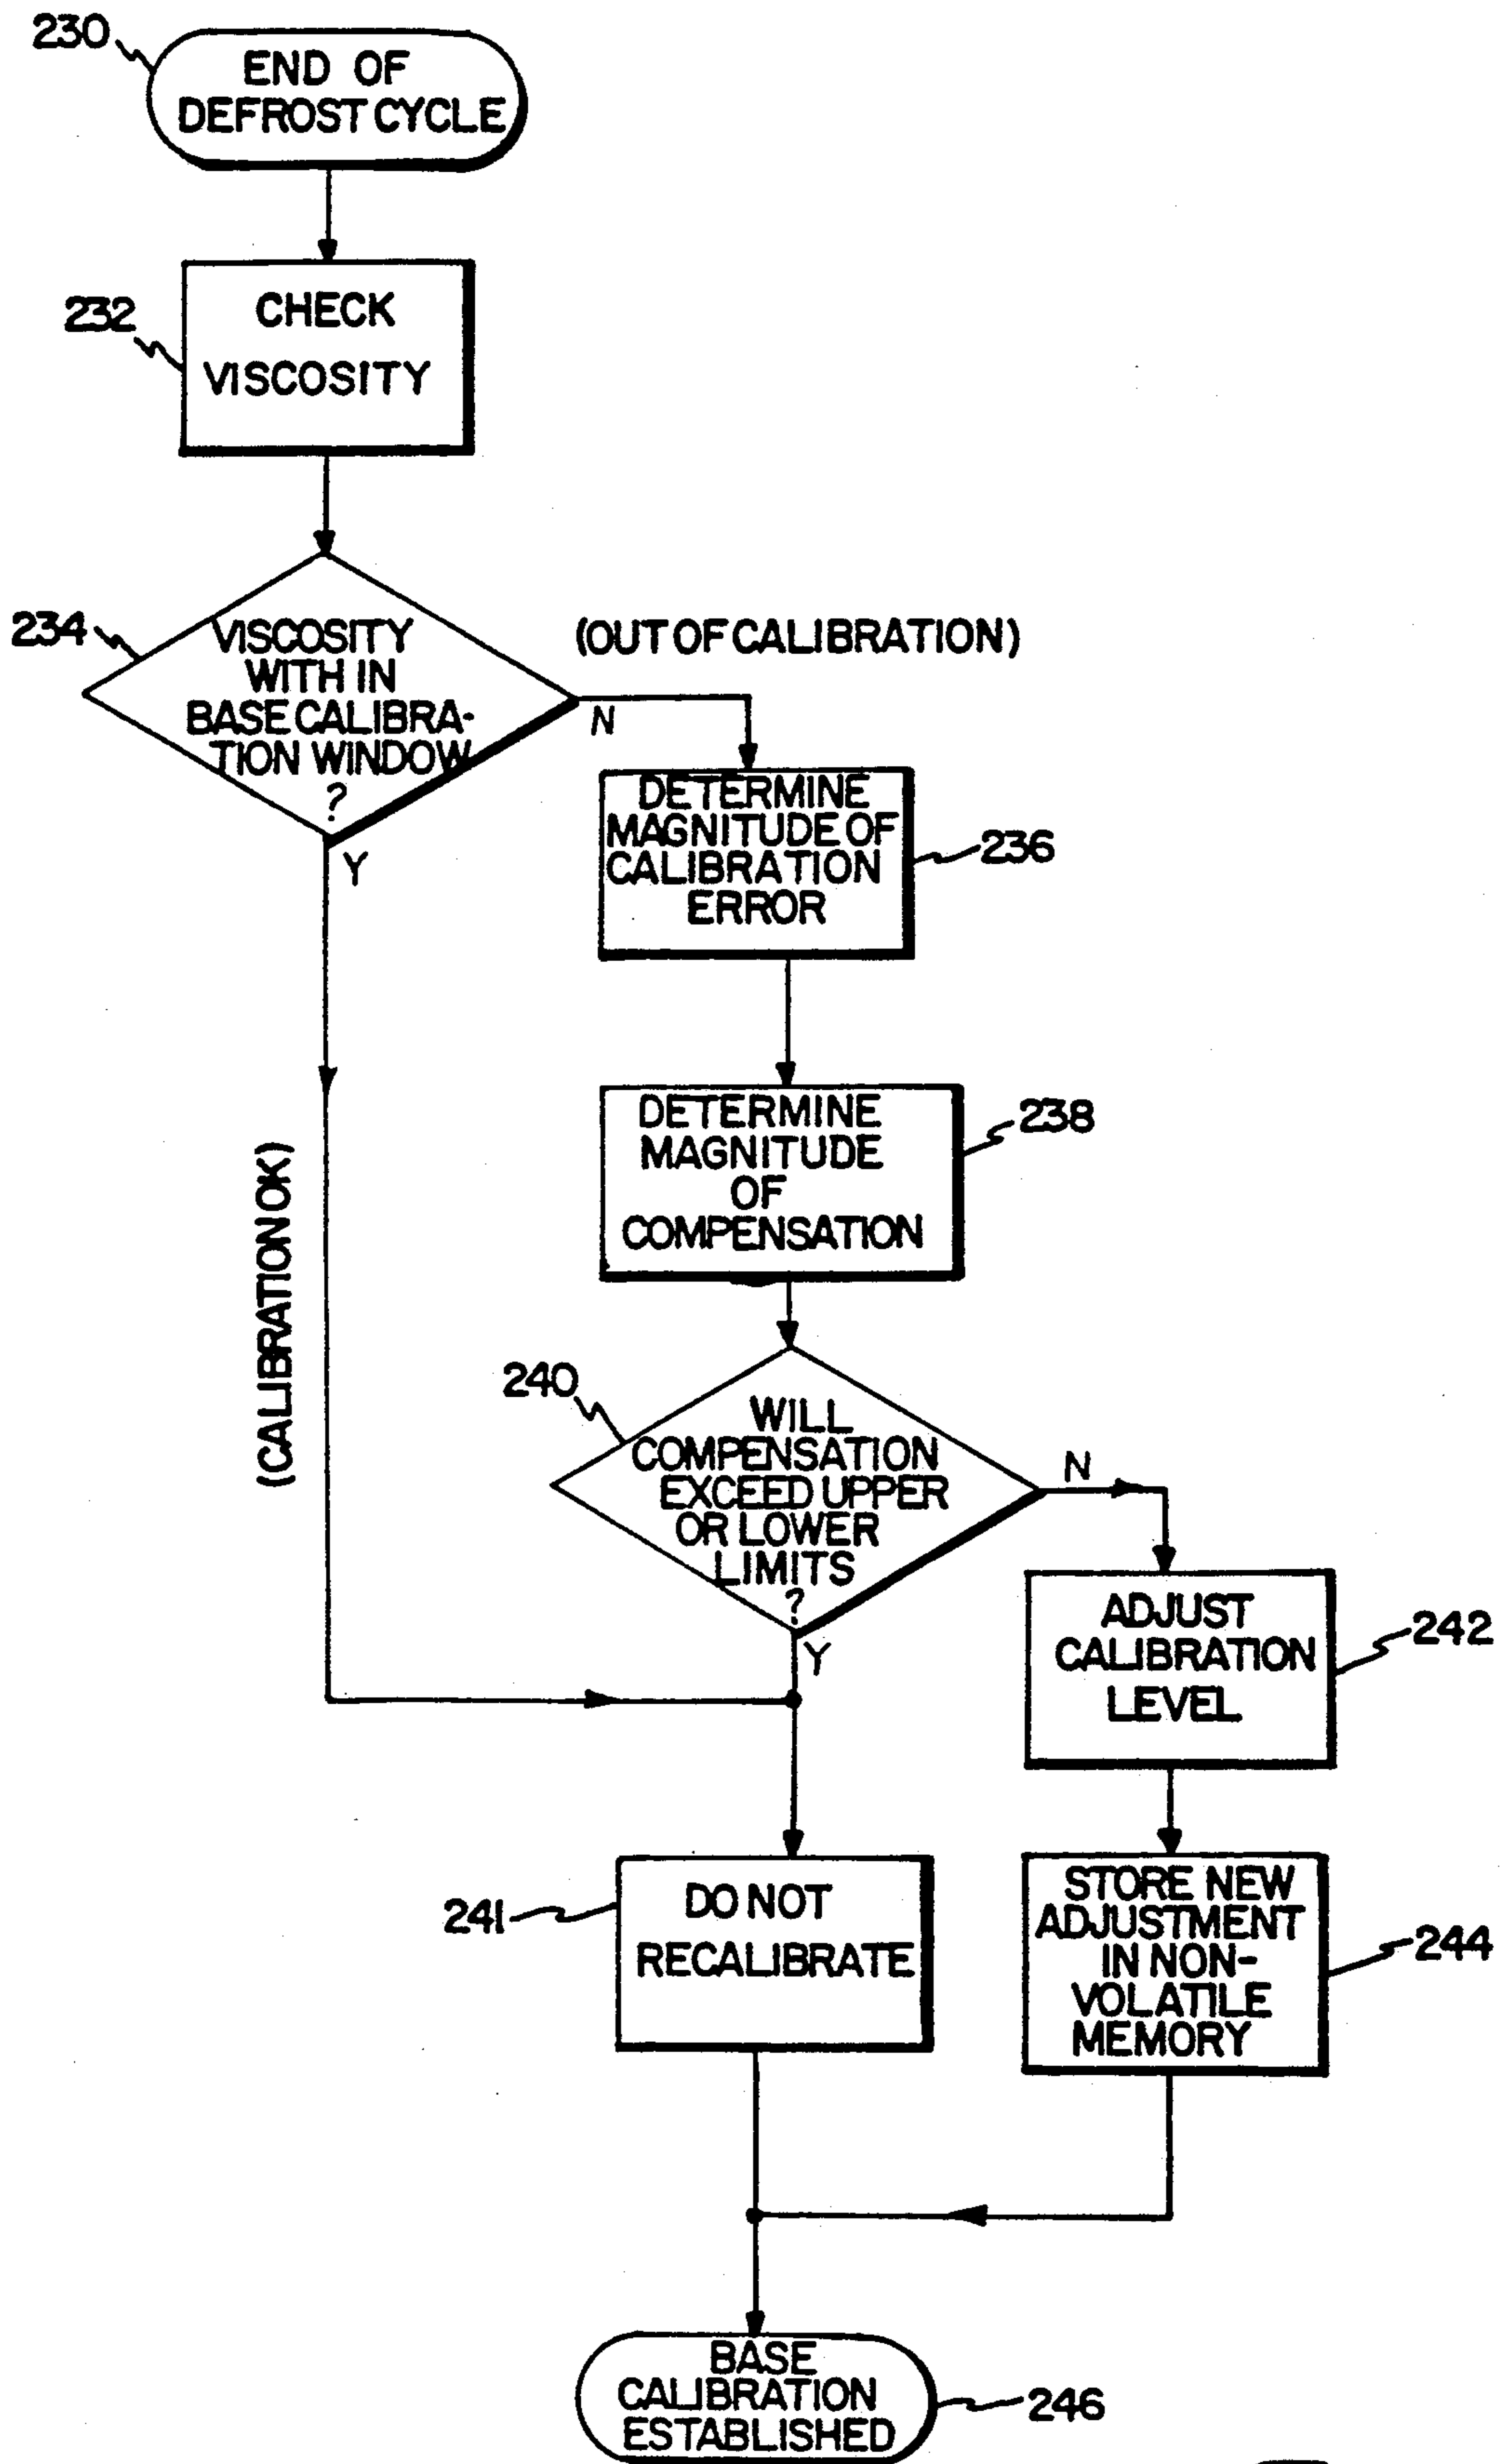 230
END OF
DEFROST CYCLE
232
CHECK
VISCOSITY
234
VISCOSITY
WITH IN
BASE CALIBRA-
TION WINDOW
?
(OUT OF CALIBRATION)
N
Y
DETERMINE
MAGNITUDE OF
CALIBRATION
ERROR
236
DETERMINE
MAGNITUDE
OF
COMPENSATION
238
(CALIBRATION OK)
240
WILL
COMPENSATION
EXCEED UPPER
OR LOWER
LIMITS
?
N
Y
ADJUST
CALIBRATION
LEVEL
242
241
DO NOT
RECALIBRATE
STORE NEW
ADJUSTMENT
IN NON-
VOLATILE
MEMORY
244
BASE
CALIBRATION
ESTABLISHED
246